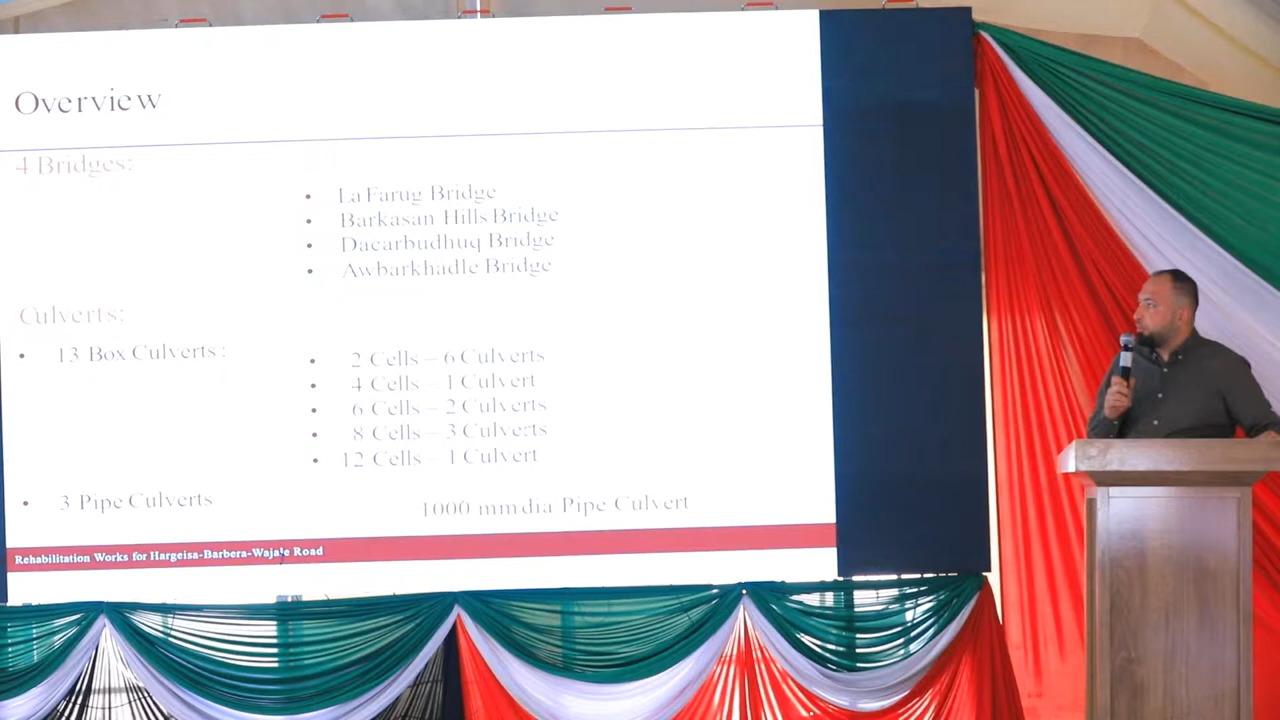 Overview
4 Bridges:
• La Farug Bridge
• Barkasan Hills Bridge
• Dacarbudhuq Bridge
• Awbarkhadle Bridge
Culverts:
• 13 Box Culverts:
• 2 Cells – 6 Culverts
• 4 Cells – 1 Culvert
• 6 Cells – 2 Culverts
• 8 Cells – 3 Culverts
• 12 Cells – 1 Culvert
• 3 Pipe Culverts 1000 mm dia Pipe Culvert
Rehabilitation Works for Hargeisa-Barbera-Wajale Road